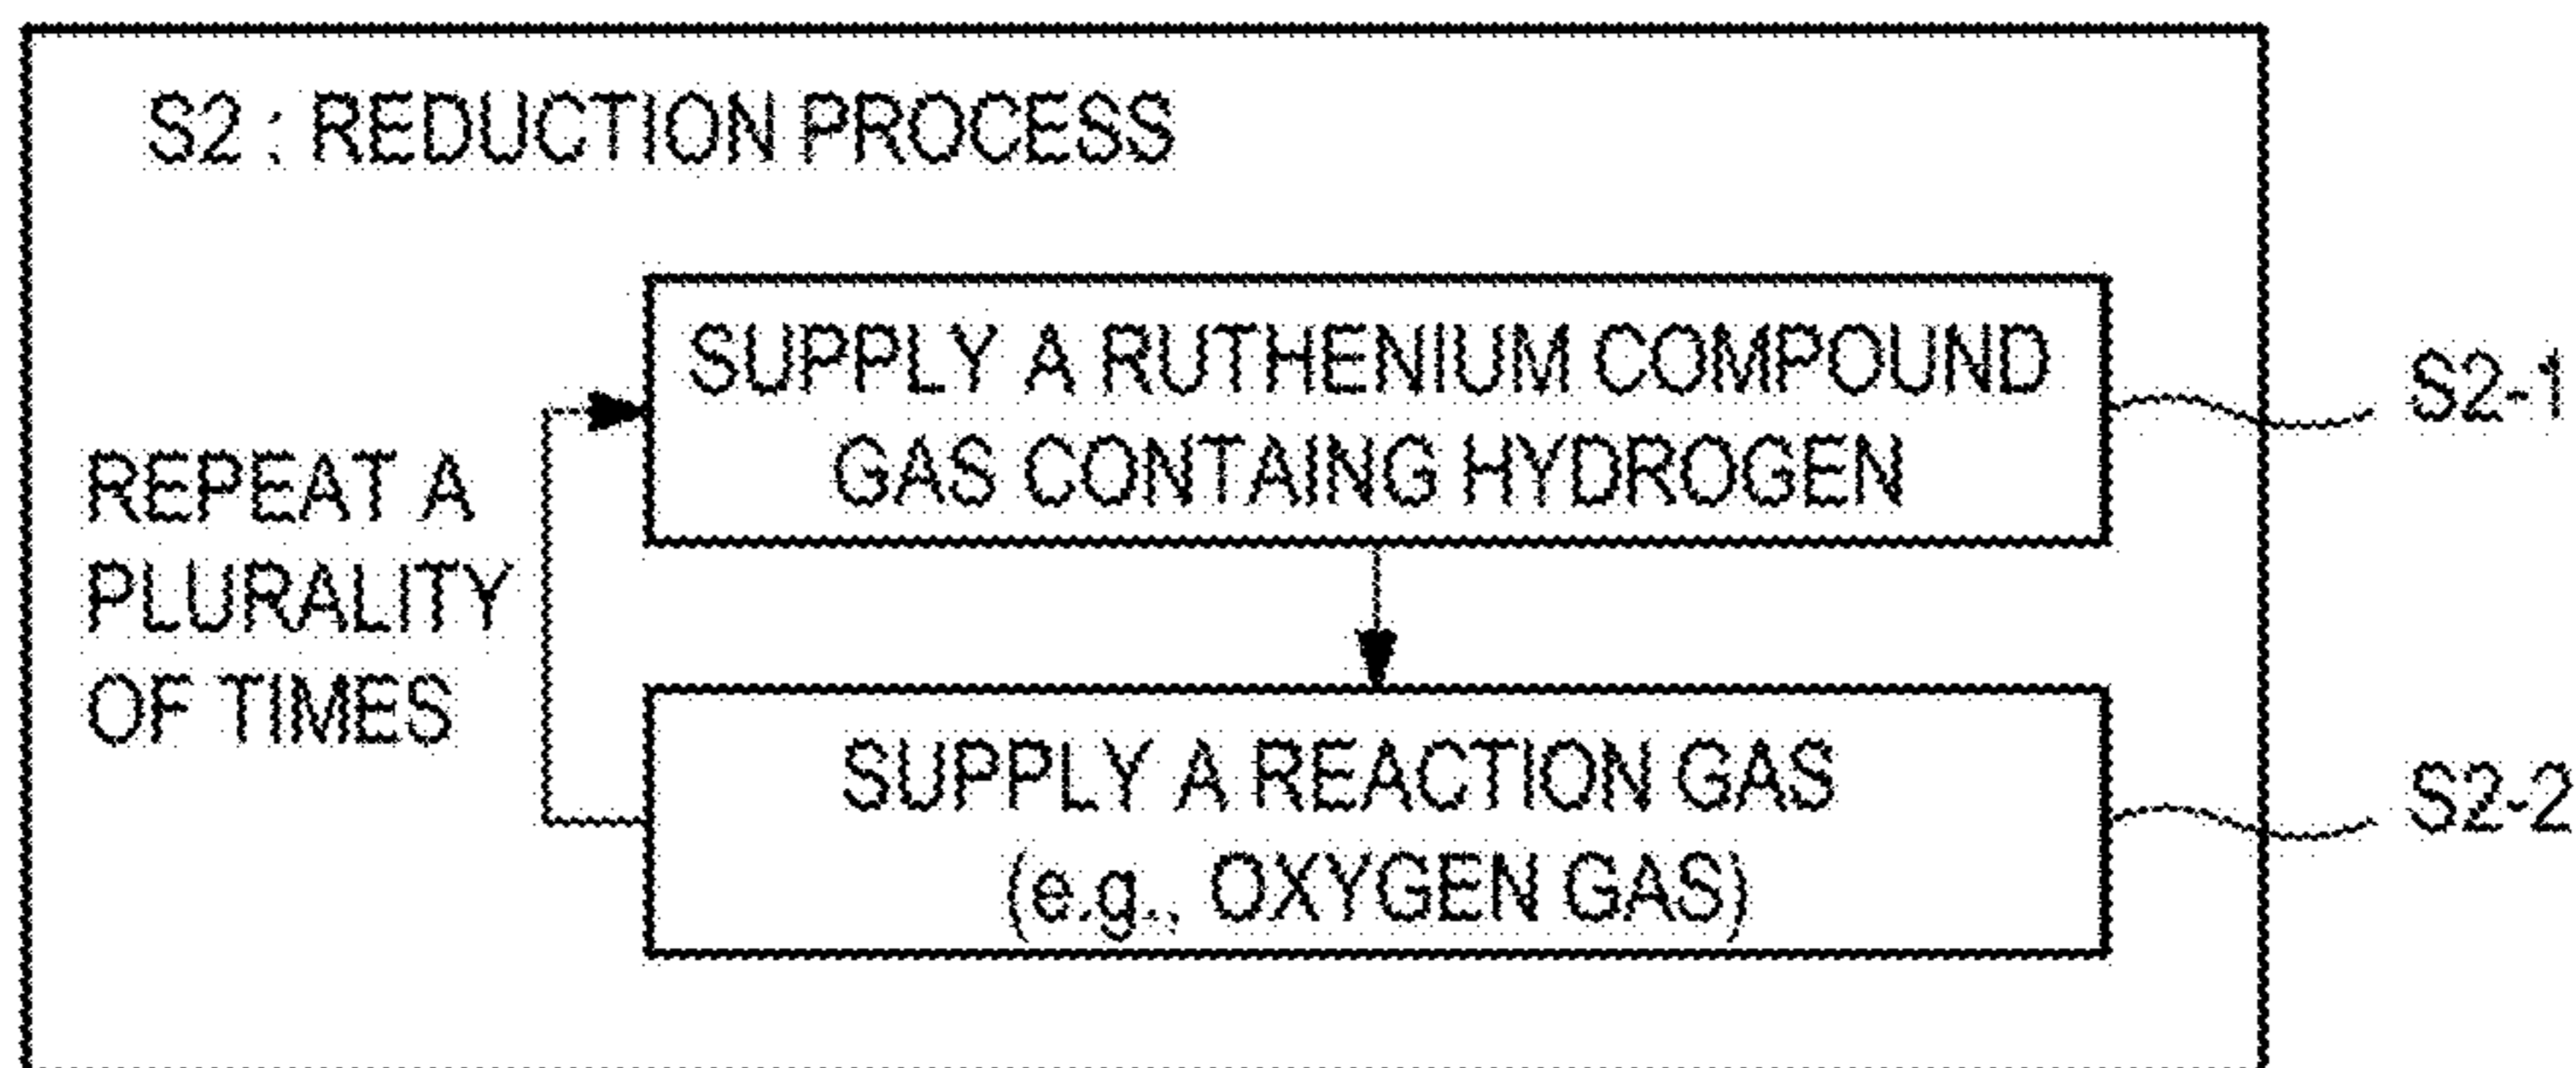 S2 : REDUCTION PROCESS
SUPPLY A RUTHENIUM COMPOUND
GAS CONTAING HYDROGEN
S2-1
REPEAT A
PLURALITY
OF TIMES
SUPPLY A REACTION GAS
(e.g., OXYGEN GAS)
S2-2